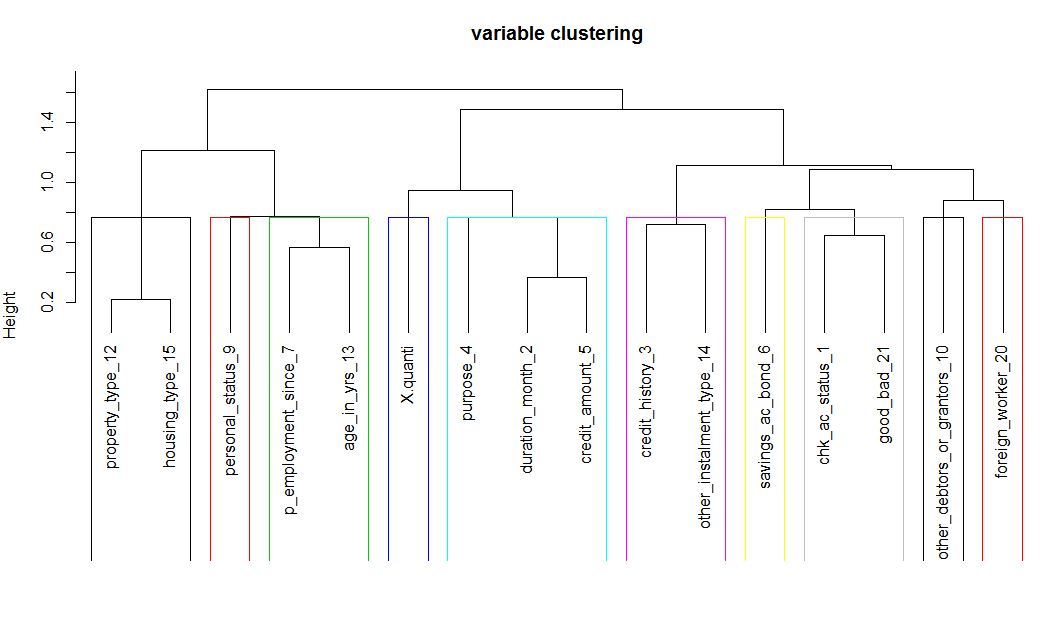 variable clustering
Height
0.2
0.6
1.0
1.4
property_type_12
housing_type_15
personal_status_9
p_employment_since_7
age_in_yrs_13
X.quanti
purpose_4
duration_month_2
credit_amount_5
credit_history_3
other_instalment_type_14
savings_ac_bond_6
chk_ac_status_1
good_bad_21
other_debtors_or_grantors_10
foreign_worker_20